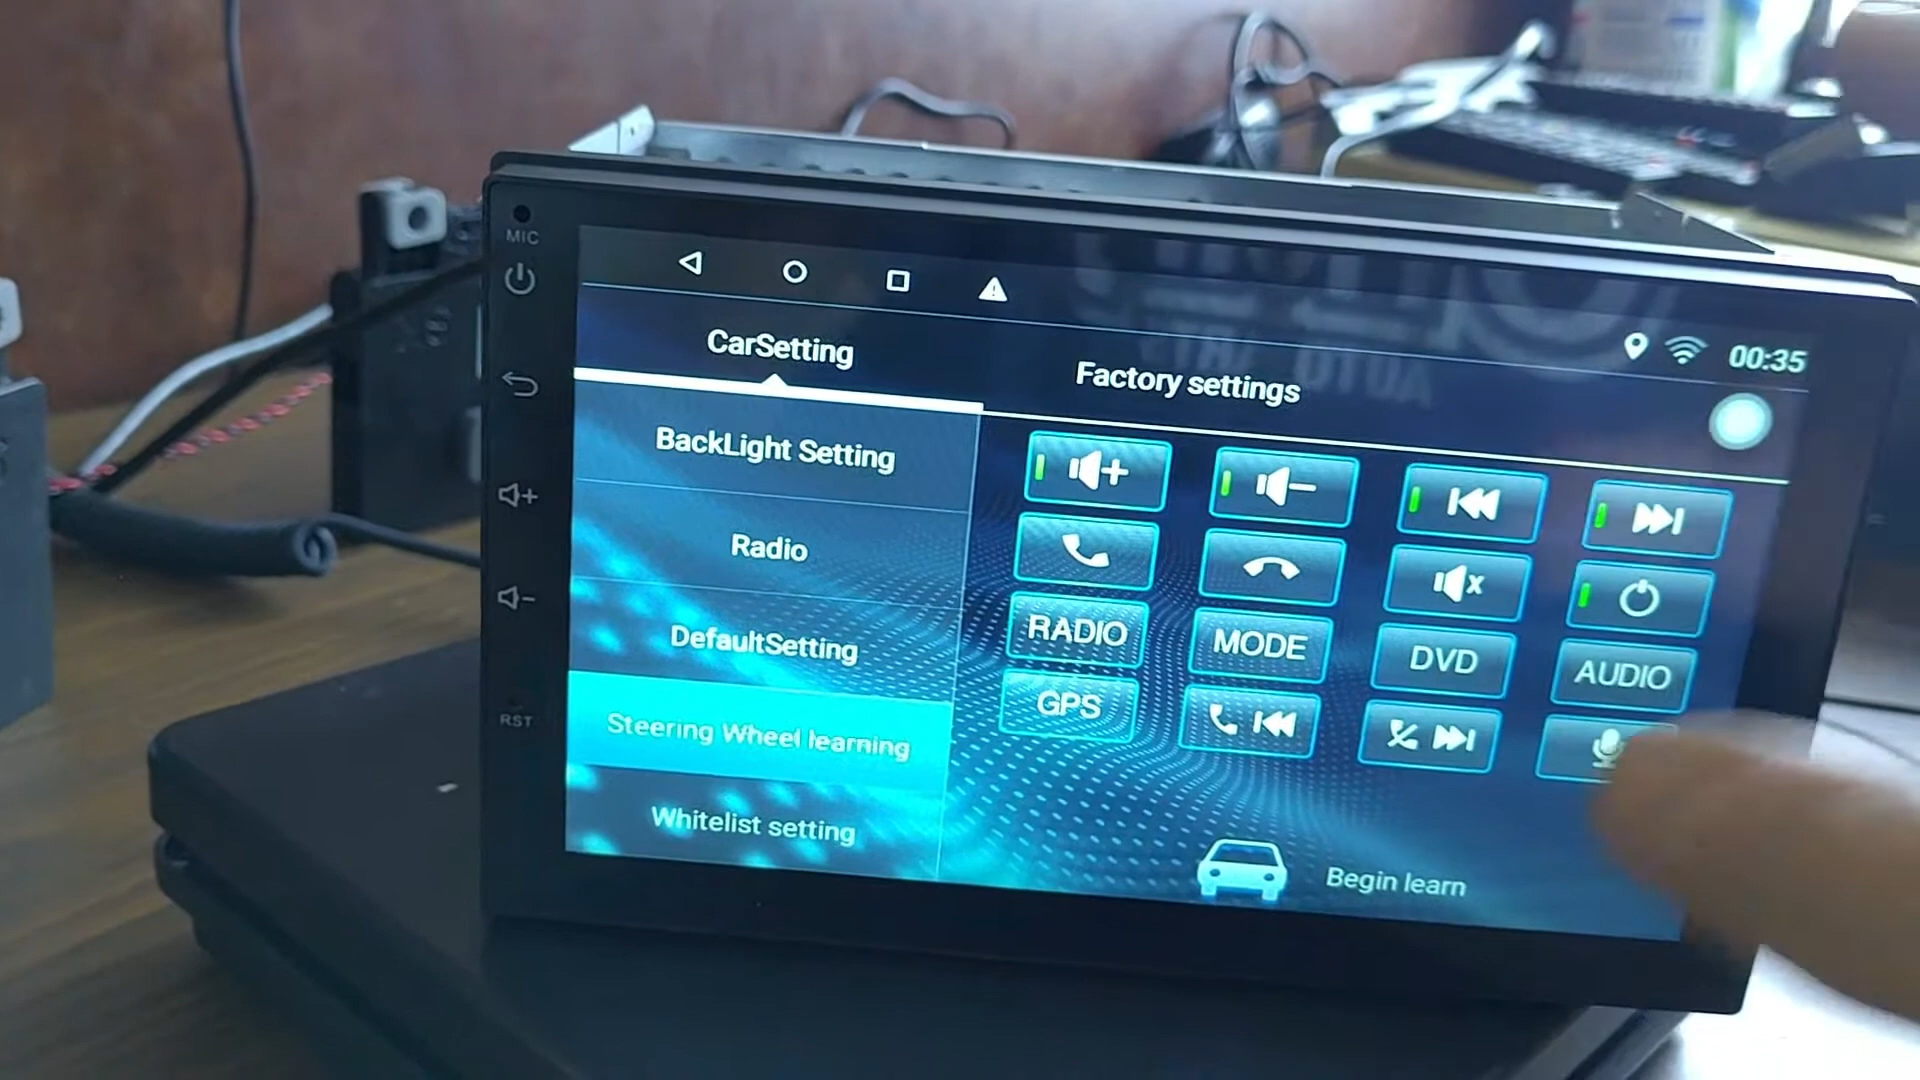 MIC
CarSetting
Factory settings
00:35
BackLight Setting
Radio
DefaultSetting
Steering Wheel learning
Whitelist setting
RADIO
MODE
DVD
AUDIO
GPS
Begin learn
RST
AUTO